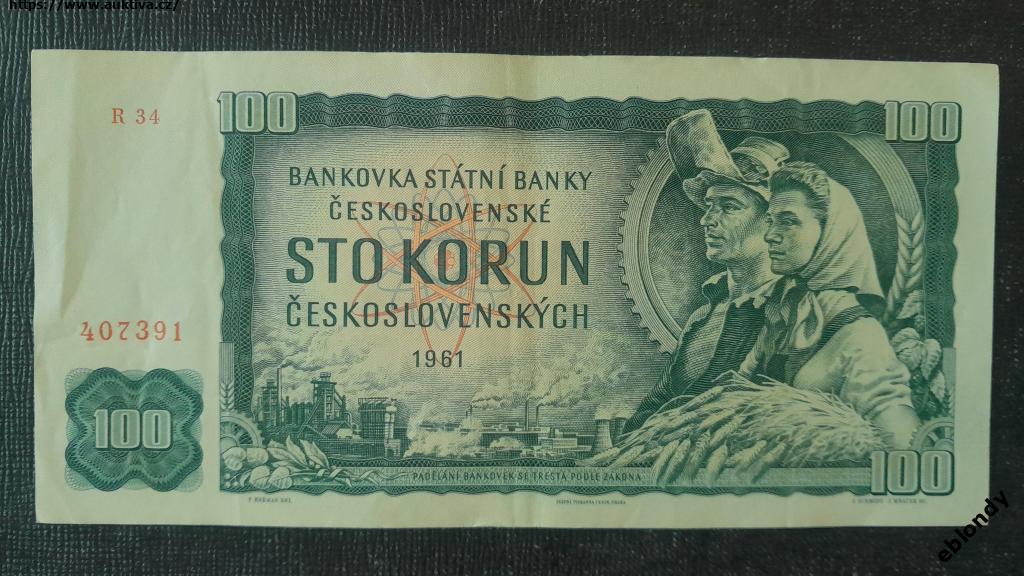 https://www.auktiva.cz/
R 34
100
100
BANKOVKA STÁTNÍ BANKY
ČESKOSLOVENSKÉ
STO KORUN
ČESKOSLOVENSKÝCH
1961
407391
100
100
PADĚLÁNÍ BANKOVEK SE TRESTÁ PODLE ZÁKONA
eblondy